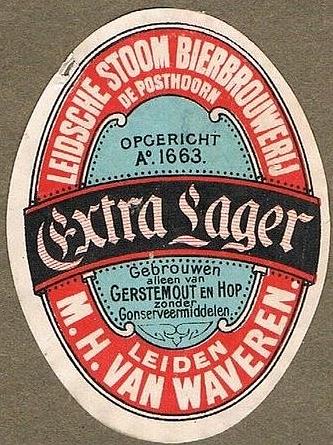 LEIDSCHE STOOM BIERBROUWERIJ
DE POSTHOORN
OPGERICHT
Aº. 1663.
Extra Lager
Gebrouwen
alleen van
GERSTEMOUT EN HOP
zonder
Conserveermiddelen.
LEIDEN
M. H. VAN WAVEREN.